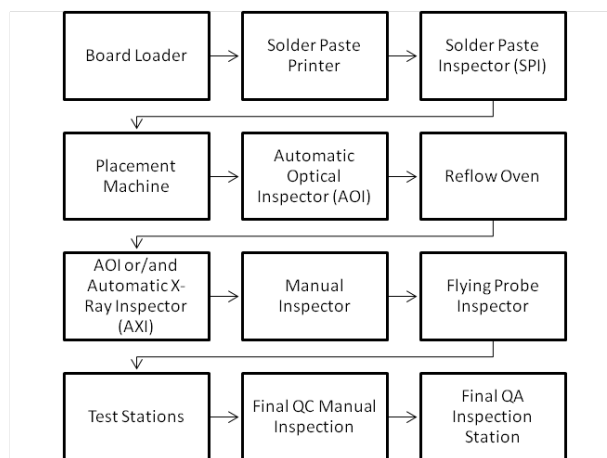 Board Loader
Solder Paste
Printer
Solder Paste
Inspector (SPI)
Placement
Machine
Automatic
Optical
Inspector (AOI)
Reflow Oven
AOI or/and
Automatic X-
Ray Inspector
(AXI)
Manual
Inspector
Flying Probe
Inspector
Test Stations
Final QC Manual
Inspection
Final QA
Inspection
Station